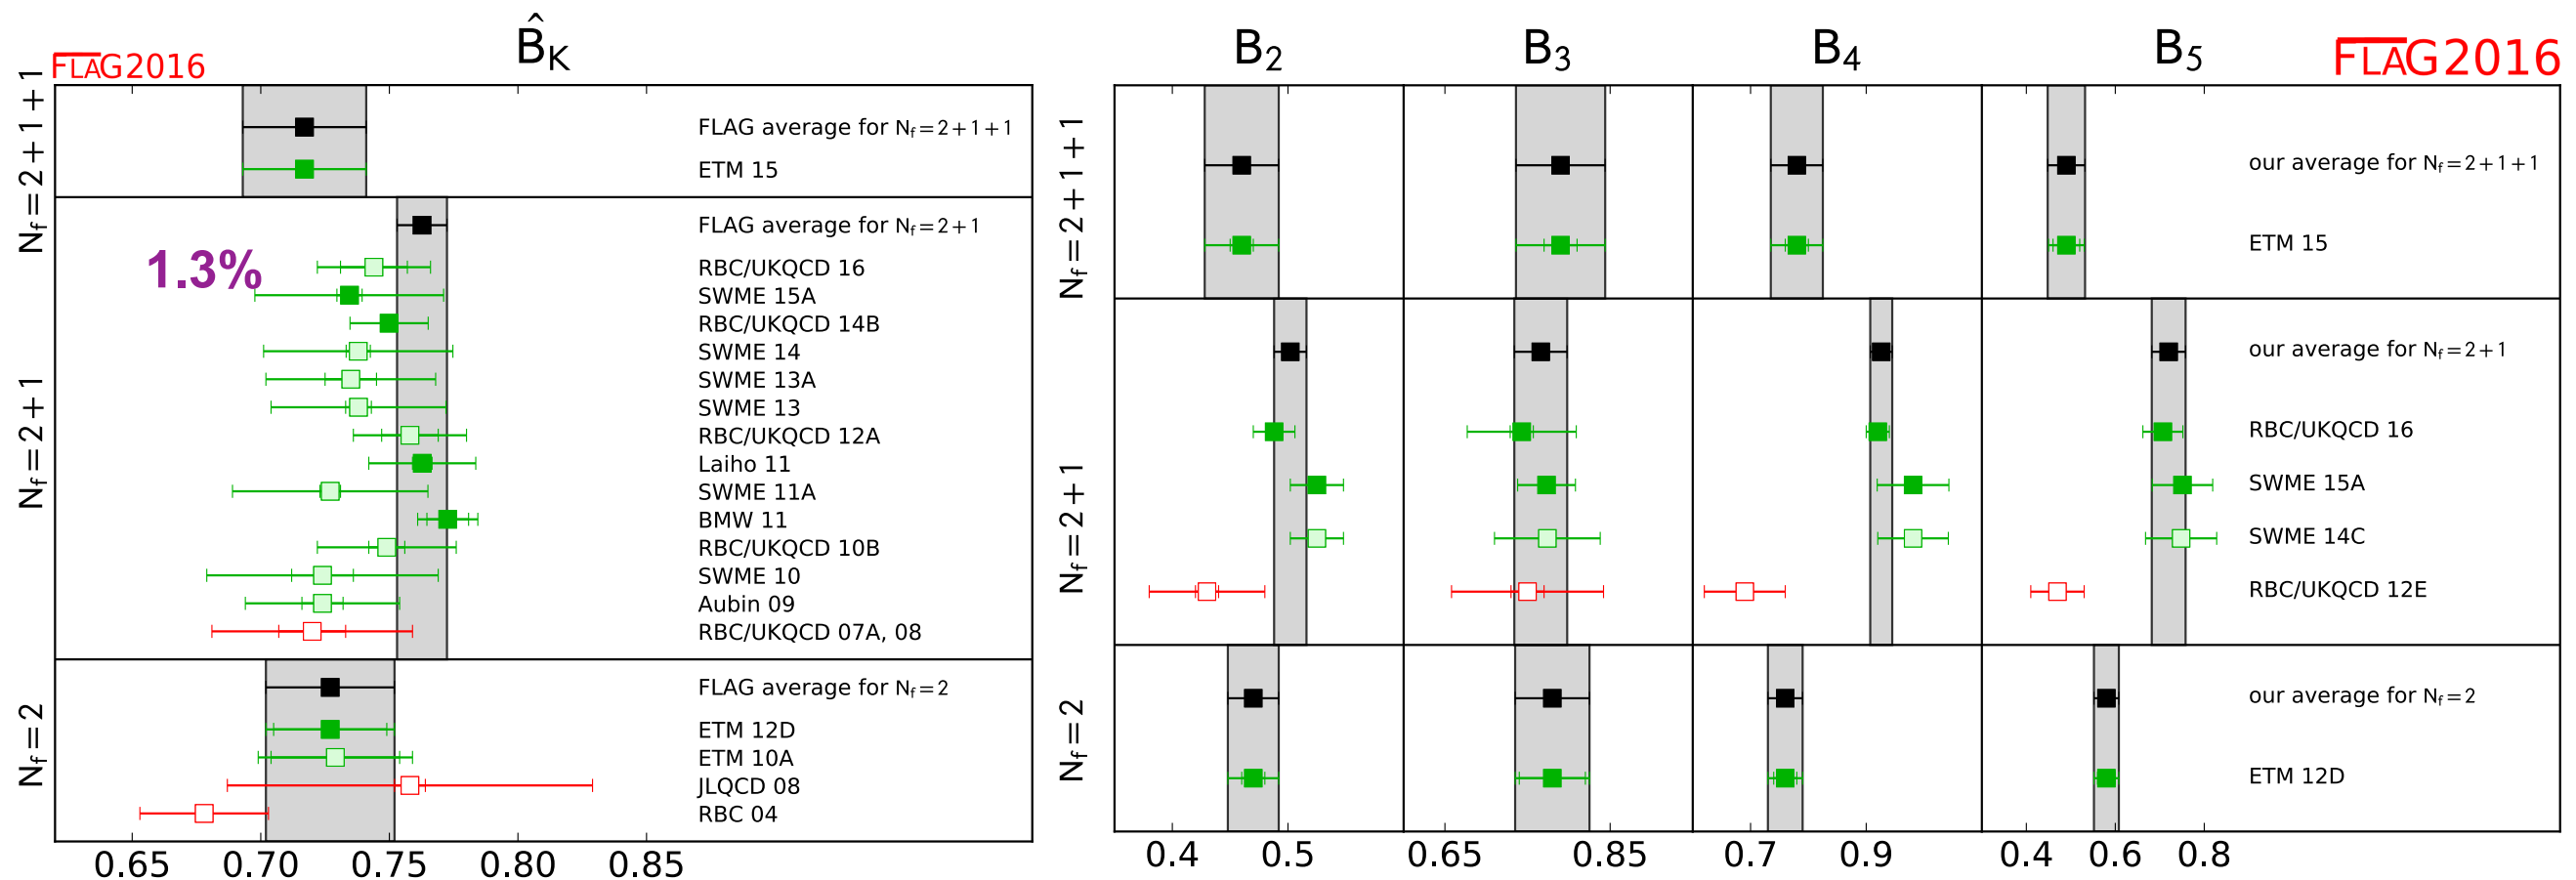 FLAG2016
B̂K
Nf=2+1+1
FLAG average for Nf=2+1+1
ETM 15
Nf=2+1
1.3%
FLAG average for Nf=2+1
RBC/UKQCD 16
SWME 15A
RBC/UKQCD 14B
SWME 14
SWME 13A
SWME 13
RBC/UKQCD 12A
Laiho 11
SWME 11A
BMW 11
RBC/UKQCD 10B
SWME 10
Aubin 09
RBC/UKQCD 07A, 08
Nf=2
FLAG average for Nf=2
ETM 12D
ETM 10A
JLQCD 08
RBC 04
0.65 0.70 0.75 0.80 0.85
B2 B3 B4 B5
FLAG2016
Nf=2+1+1
our average for Nf=2+1+1
ETM 15
Nf=2+1
our average for Nf=2+1
RBC/UKQCD 16
SWME 15A
SWME 14C
RBC/UKQCD 12E
Nf=2
our average for Nf=2
ETM 12D
0.4 0.5 0.65 0.85 0.7 0.9 0.4 0.6 0.8